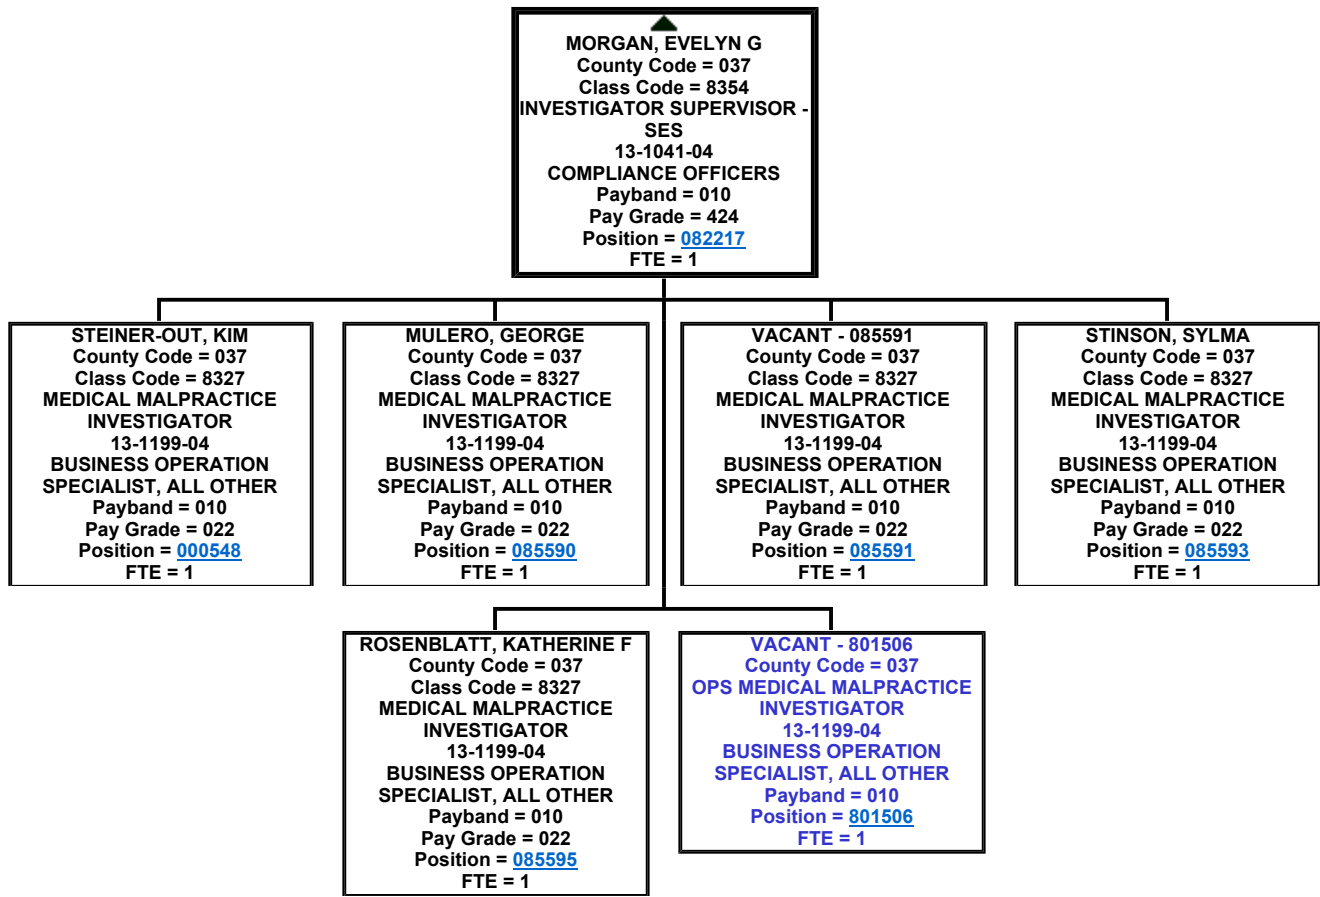 MORGAN, EVELYN G
County Code = 037
Class Code = 8354
INVESTIGATOR SUPERVISOR -
SES
13-1041-04
COMPLIANCE OFFICERS
Payband = 010
Pay Grade = 424
Position = 082217
FTE = 1
STEINER-OUT, KIM
County Code = 037
Class Code = 8327
MEDICAL MALPRACTICE
INVESTIGATOR
13-1199-04
BUSINESS OPERATION
SPECIALIST, ALL OTHER
Payband = 010
Pay Grade = 022
Position = 000548
FTE = 1
MULERO, GEORGE
County Code = 037
Class Code = 8327
MEDICAL MALPRACTICE
INVESTIGATOR
13-1199-04
BUSINESS OPERATION
SPECIALIST, ALL OTHER
Payband = 010
Pay Grade = 022
Position = 085590
FTE = 1
VACANT - 085591
County Code = 037
Class Code = 8327
MEDICAL MALPRACTICE
INVESTIGATOR
13-1199-04
BUSINESS OPERATION
SPECIALIST, ALL OTHER
Payband = 010
Pay Grade = 022
Position = 085591
FTE = 1
STINSON, SYLMA
County Code = 037
Class Code = 8327
MEDICAL MALPRACTICE
INVESTIGATOR
13-1199-04
BUSINESS OPERATION
SPECIALIST, ALL OTHER
Payband = 010
Pay Grade = 022
Position = 085593
FTE = 1
ROSENBLATT, KATHERINE F
County Code = 037
Class Code = 8327
MEDICAL MALPRACTICE
INVESTIGATOR
13-1199-04
BUSINESS OPERATION
SPECIALIST, ALL OTHER
Payband = 010
Pay Grade = 022
Position = 085595
FTE = 1
VACANT - 801506
County Code = 037
OPS MEDICAL MALPRACTICE
INVESTIGATOR
13-1199-04
BUSINESS OPERATION
SPECIALIST, ALL OTHER
Payband = 010
Position = 801506
FTE = 1